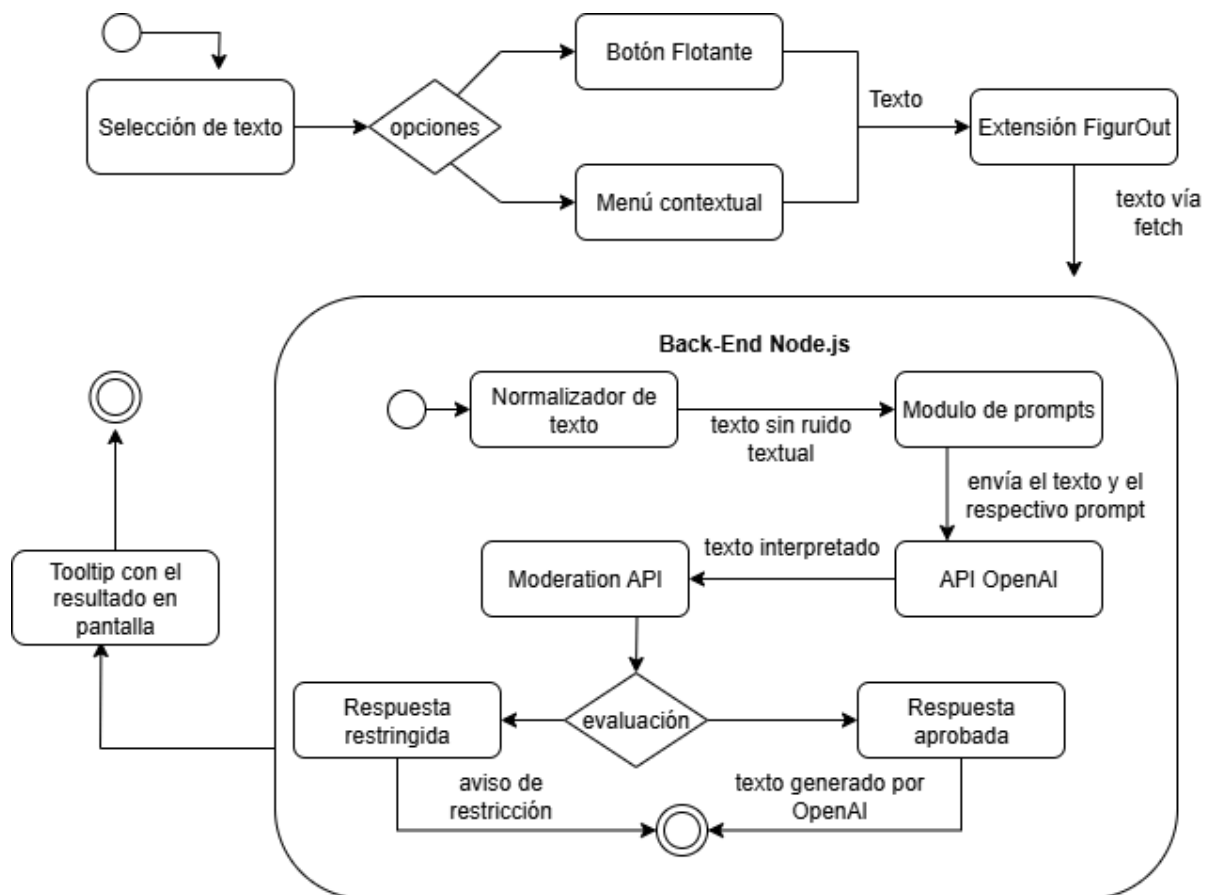 Botón Flotante
Selección de texto
opciones
Texto
Extensión FigurOut
Menú contextual
texto vía
fetch
Back-End Node.js
Normalizador de
texto
texto sin ruido
textual
Modulo de prompts
envía el texto y el
respectivo prompt
texto interpretado
Moderation API
API OpenAI
Tooltip con el
resultado en
pantalla
Respuesta
restringida
evaluación
Respuesta
aprobada
aviso de
restricción
texto generado por
OpenAI